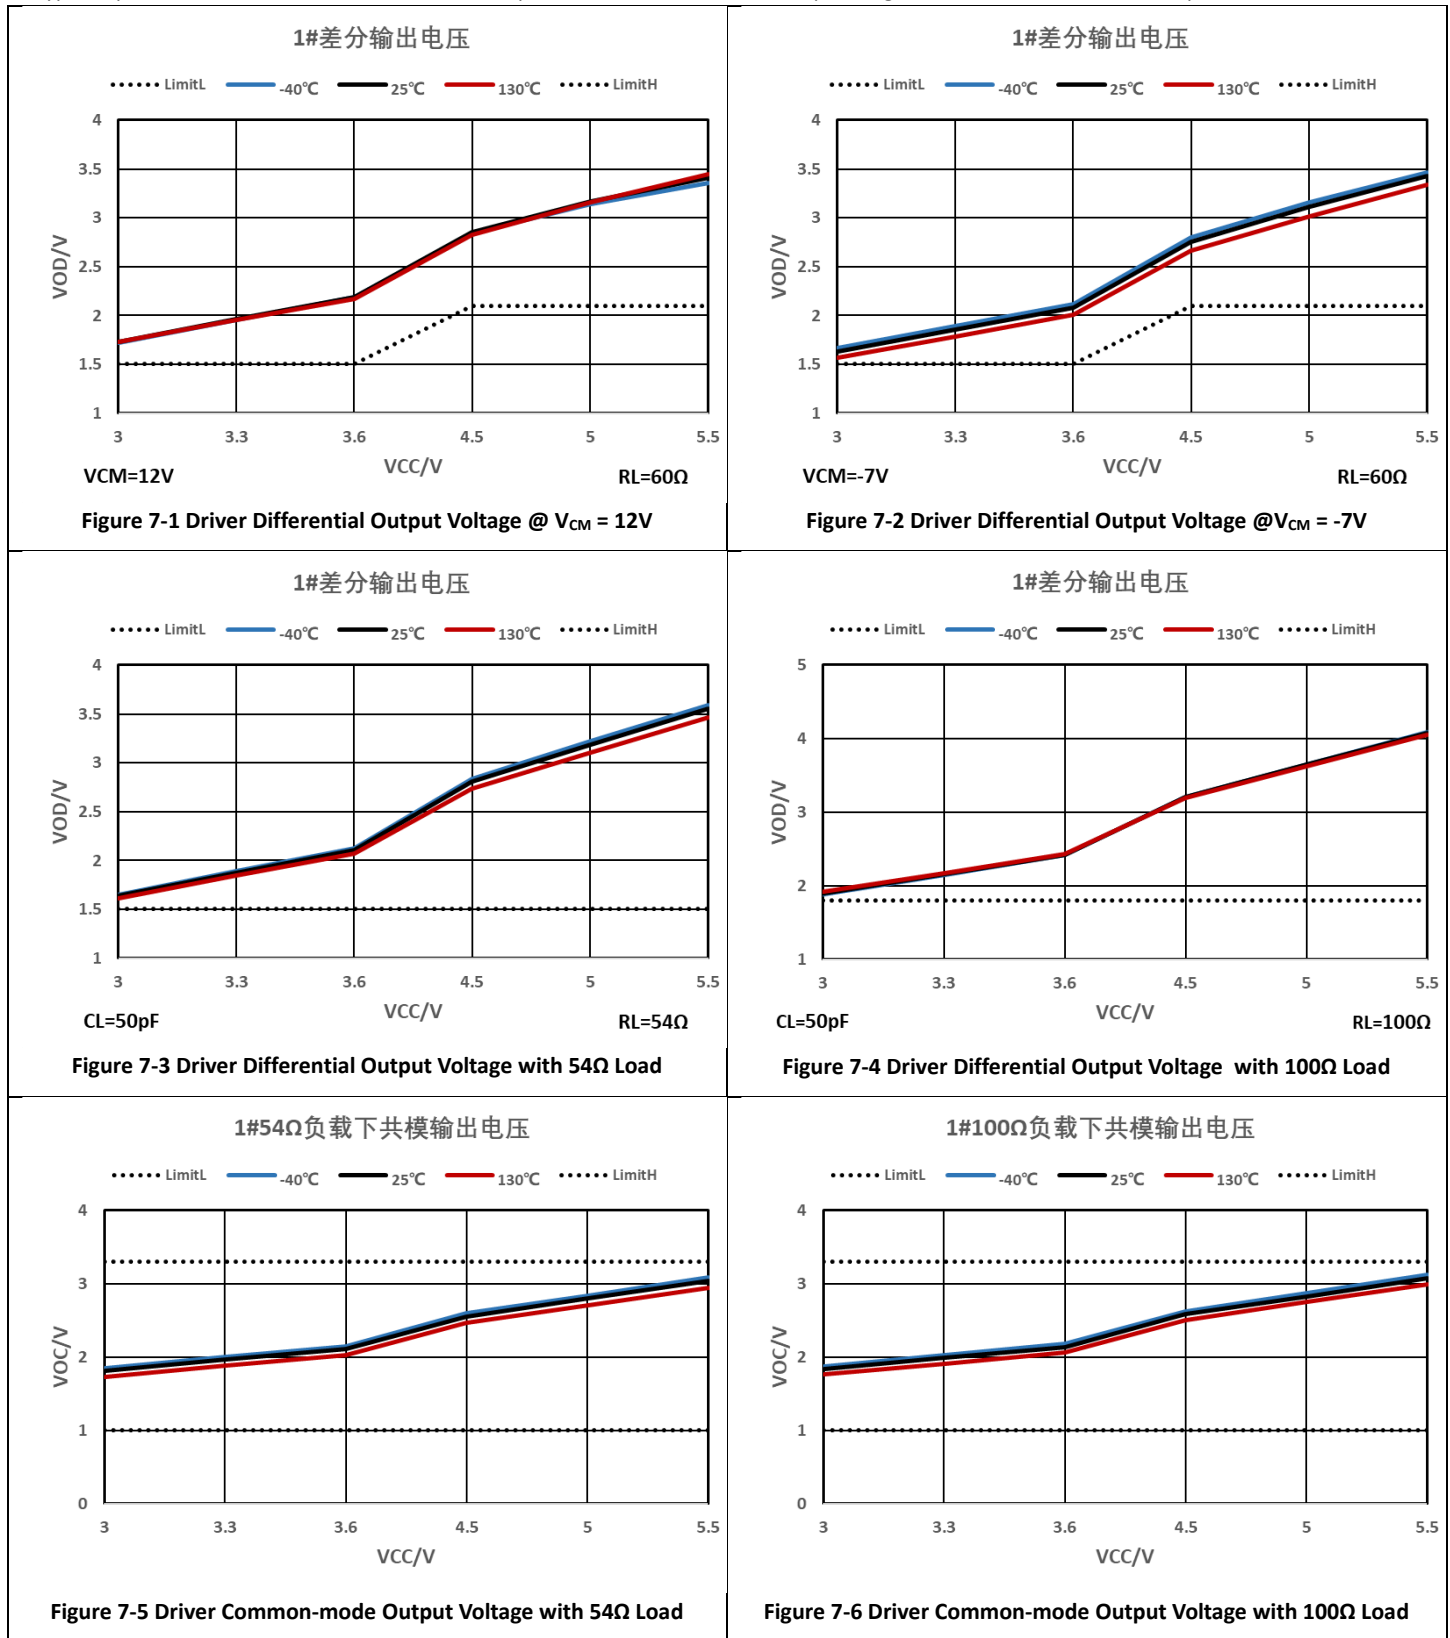 1#差分输出电压
LimitL -40℃ 25℃ 130℃ LimitH
4
3.5
3
2.5
2
1.5
1
VOD/V
3 3.3 3.6 4.5 5 5.5
VCC/V
VCM=12V RL=60Ω
Figure 7-1 Driver Differential Output Voltage @ VCM = 12V
1#差分输出电压
LimitL -40℃ 25℃ 130℃ LimitH
4
3.5
3
2.5
2
1.5
1
VOD/V
3 3.3 3.6 4.5 5 5.5
VCC/V
VCM=-7V RL=60Ω
Figure 7-2 Driver Differential Output Voltage @VCM = -7V
1#差分输出电压
LimitL -40℃ 25℃ 130℃ LimitH
4
3.5
3
2.5
2
1.5
1
VOD/V
3 3.3 3.6 4.5 5 5.5
VCC/V
CL=50pF RL=54Ω
Figure 7-3 Driver Differential Output Voltage with 54Ω Load
1#差分输出电压
LimitL -40℃ 25℃ 130℃ LimitH
5
4
3
2
1
VOD/V
3 3.3 3.6 4.5 5 5.5
VCC/V
CL=50pF RL=100Ω
Figure 7-4 Driver Differential Output Voltage with 100Ω Load
1#54Ω负载下共模输出电压
LimitL -40℃ 25℃ 130℃ LimitH
4
3
2
1
0
VOC/V
3 3.3 3.6 4.5 5 5.5
VCC/V
Figure 7-5 Driver Common-mode Output Voltage with 54Ω Load
1#100Ω负载下共模输出电压
LimitL -40℃ 25℃ 130℃ LimitH
4
3
2
1
0
VOC/V
3 3.3 3.6 4.5 5 5.5
VCC/V
Figure 7-6 Driver Common-mode Output Voltage with 100Ω Load